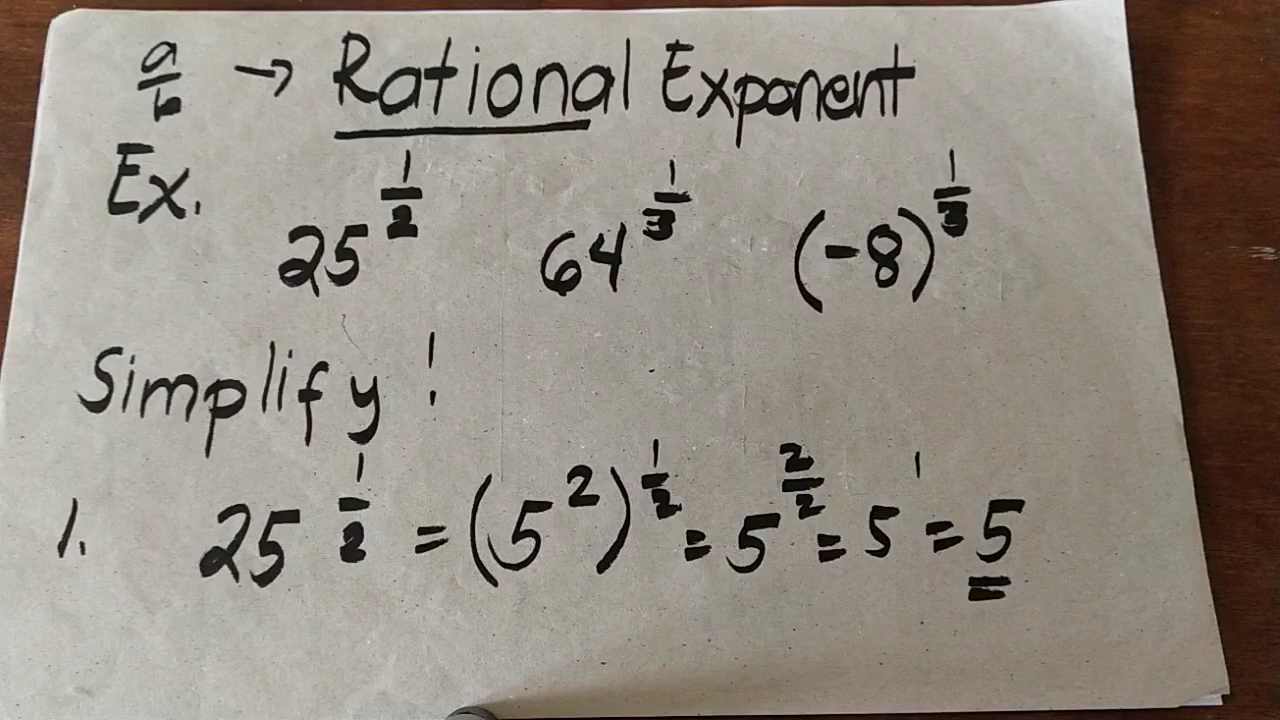 a/b → Rational Exponent
Ex. 25^(1/2) 64^(1/3) (-8)^(1/3)
Simplify!
1. 25^(1/2) = (5^2)^(1/2) = 5^(2/2) = 5^1 = 5